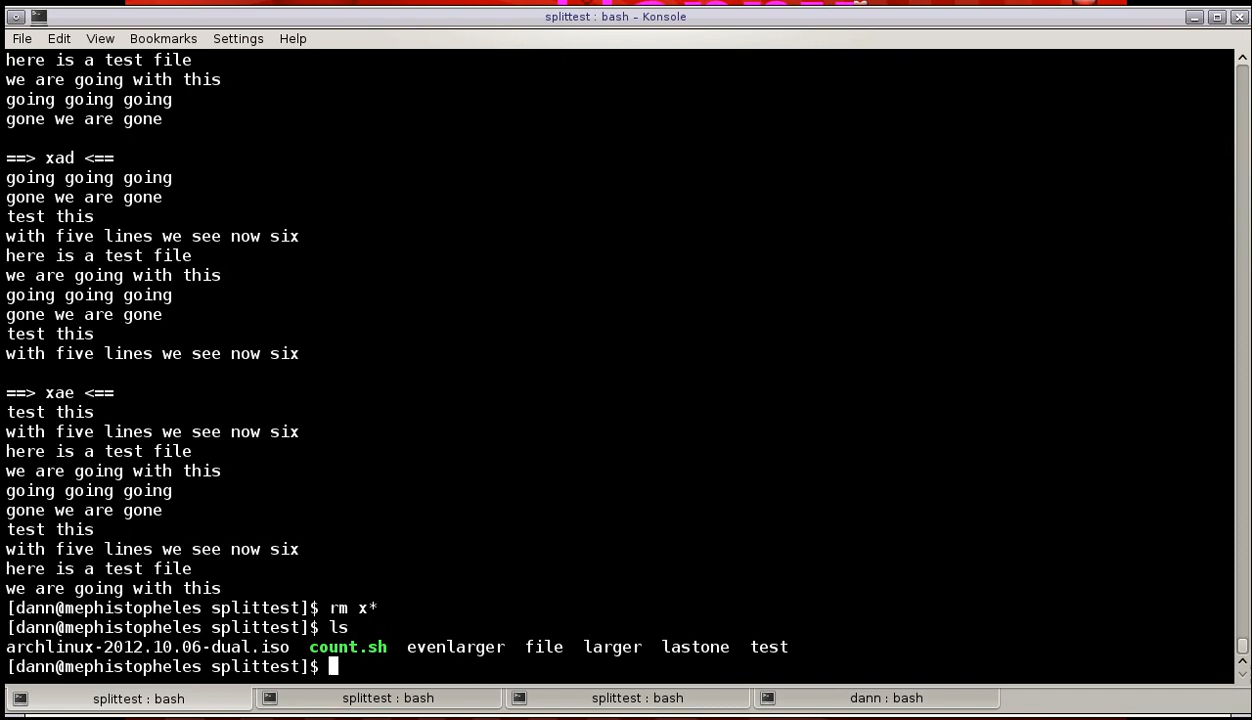 splittest : bash – Konsole
File Edit View Bookmarks Settings Help
here is a test file
we are going with this
going going going
gone we are gone
==> xad <==
going going going
gone we are gone
test this
with five lines we see now six
here is a test file
we are going with this
going going going
gone we are gone
test this
with five lines we see now six
==> xae <==
test this
with five lines we see now six
here is a test file
we are going with this
going going going
gone we are gone
test this
with five lines we see now six
here is a test file
we are going with this
[dann@mephistopheles splittest]$ rm x*
[dann@mephistopheles splittest]$ ls
archlinux-2012.10.06-dual.iso count.sh evenlarger file larger lastone test
[dann@mephistopheles splittest]$
splittest : bash splittest : bash splittest : bash dann : bash